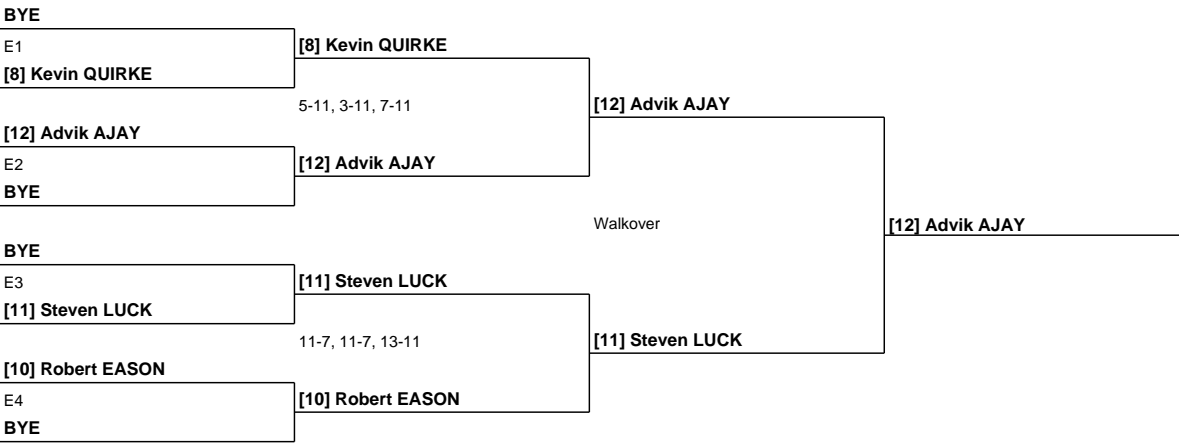 BYE
E1
[8] Kevin QUIRKE
[8] Kevin QUIRKE
5-11, 3-11, 7-11
[12] Advik AJAY
[12] Advik AJAY
E2
[12] Advik AJAY
BYE
Walkover
[12] Advik AJAY
BYE
E3
[11] Steven LUCK
[11] Steven LUCK
11-7, 11-7, 13-11
[11] Steven LUCK
[10] Robert EASON
E4
[10] Robert EASON
BYE